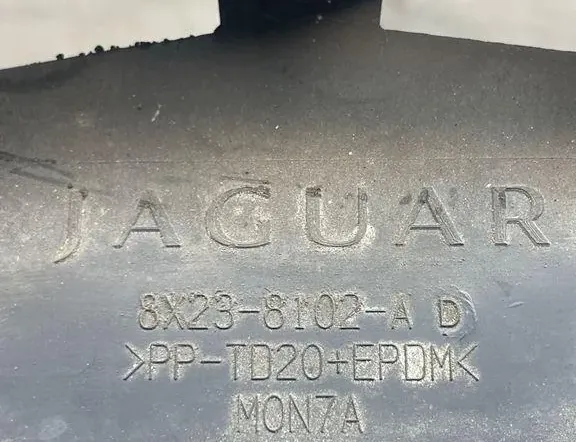 JAGUAR
8X23-8102-A D
>PP-TD20+EPDM<
MON7A